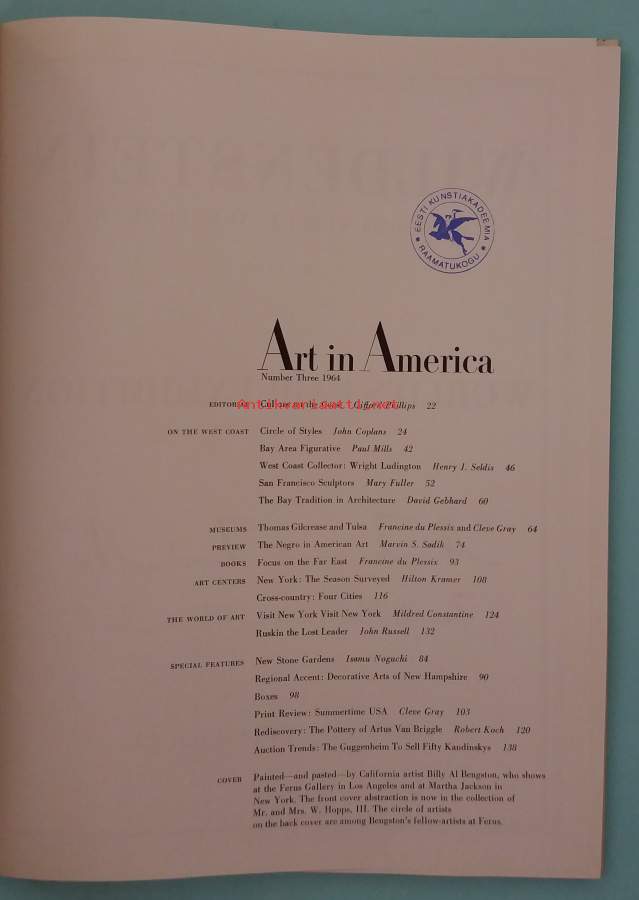 EESTI KUNSTIAKADEEMIA
RAAMATUKOGU
Art in America
Number Three 1964
EDITORIAL Culture on the Gifford Phillips 22
ON THE WEST COAST Circle of Styles John Coplans 24
Bay Area Figurative Paul Mills 42
West Coast Collector: Wright Ludington Henry J. Seldis 46
San Francisco Sculptors Mary Fuller 52
The Bay Tradition in Architecture David Gebhard 60
MUSEUMS Thomas Gilcrease and Tulsa Francine du Plessix and Cleve Gray 64
PREVIEW The Negro in American Art Marvin S. Sadik 74
BOOKS Focus on the Far East Francine du Plessix 93
ART CENTERS New York: The Season Surveyed Hilton Kramer 108
Cross-country: Four Cities 116
THE WORLD OF ART Visit New York Visit New York Mildred Constantine 124
Ruskin the Lost Leader John Russell 132
SPECIAL FEATURES New Stone Gardens Isamu Noguchi 84
Regional Accent: Decorative Arts of New Hampshire 90
Boxes 98
Print Review: Summertime USA Cleve Gray 103
Rediscovery: The Pottery of Artus Van Briggle Robert Koch 120
Auction Trends: The Guggenheim To Sell Fifty Kandinskys 138
COVER Painted—and pasted—by California artist Billy Al Bengston, who shows
at the Ferus Gallery in Los Angeles and at Martha Jackson in
New York. The front cover abstraction is now in the collection of
Mr. and Mrs. W. Hopps, III. The circle of artists
on the back cover are among Bengston's fellow-artists at Ferus.